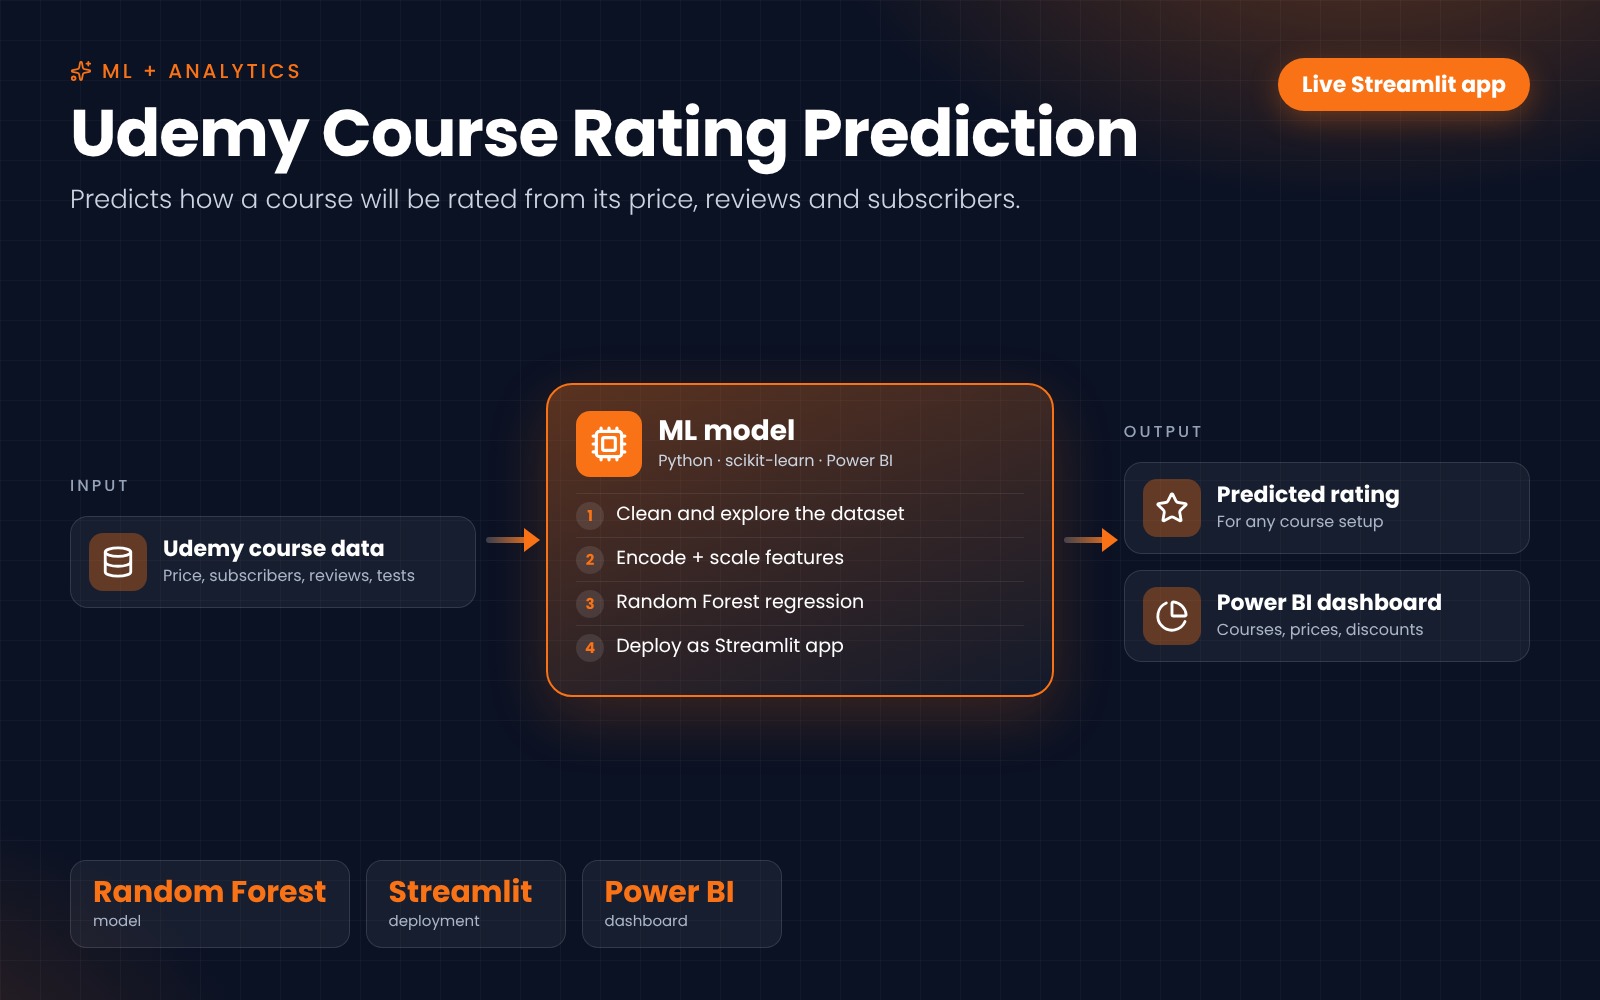 ML + ANALYTICS
Live Streamlit app
Udemy Course Rating Prediction
Predicts how a course will be rated from its price, reviews and subscribers.
INPUT
Udemy course data
Price, subscribers, reviews, tests
ML model
Python · scikit-learn · Power BI
1 Clean and explore the dataset
2 Encode + scale features
3 Random Forest regression
4 Deploy as Streamlit app
OUTPUT
Predicted rating
For any course setup
Power BI dashboard
Courses, prices, discounts
Random Forest
model
Streamlit
deployment
Power BI
dashboard